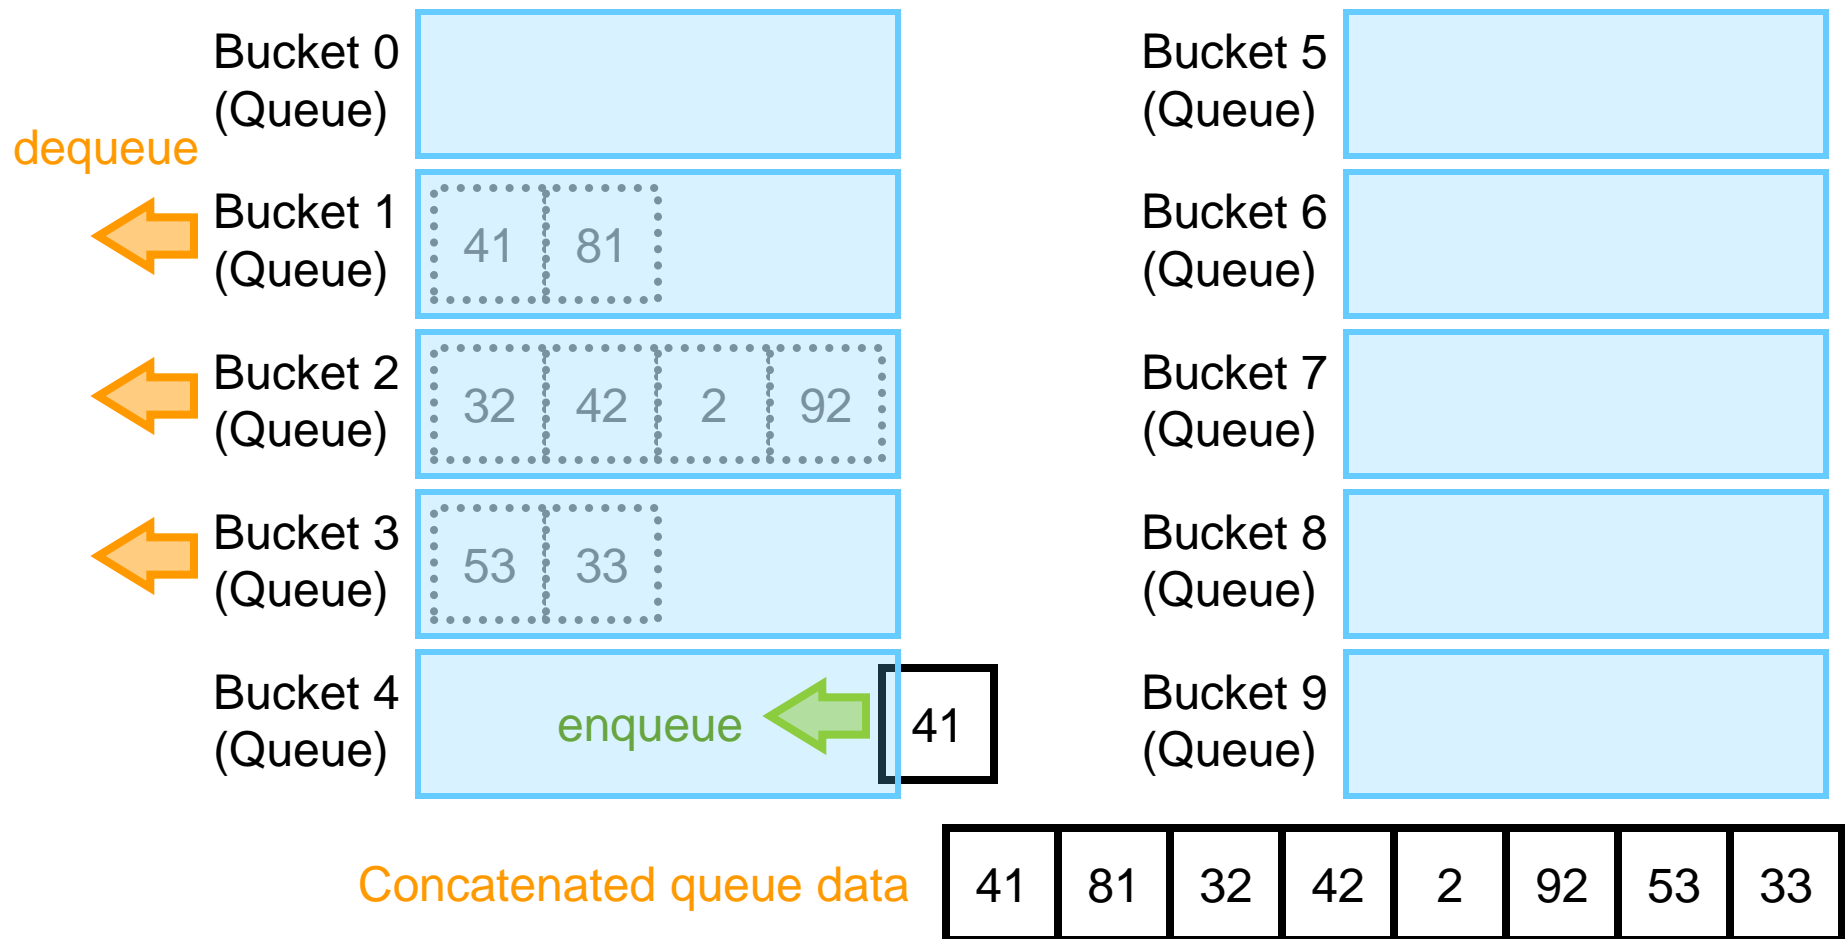 Bucket 0
(Queue)
dequeue
Bucket 1
(Queue)
41 81
Bucket 2
(Queue)
32 42 2 92
Bucket 3
(Queue)
53 33
Bucket 4
(Queue)
enqueue 41
Bucket 5
(Queue)
Bucket 6
(Queue)
Bucket 7
(Queue)
Bucket 8
(Queue)
Bucket 9
(Queue)
Concatenated queue data 41 81 32 42 2 92 53 33